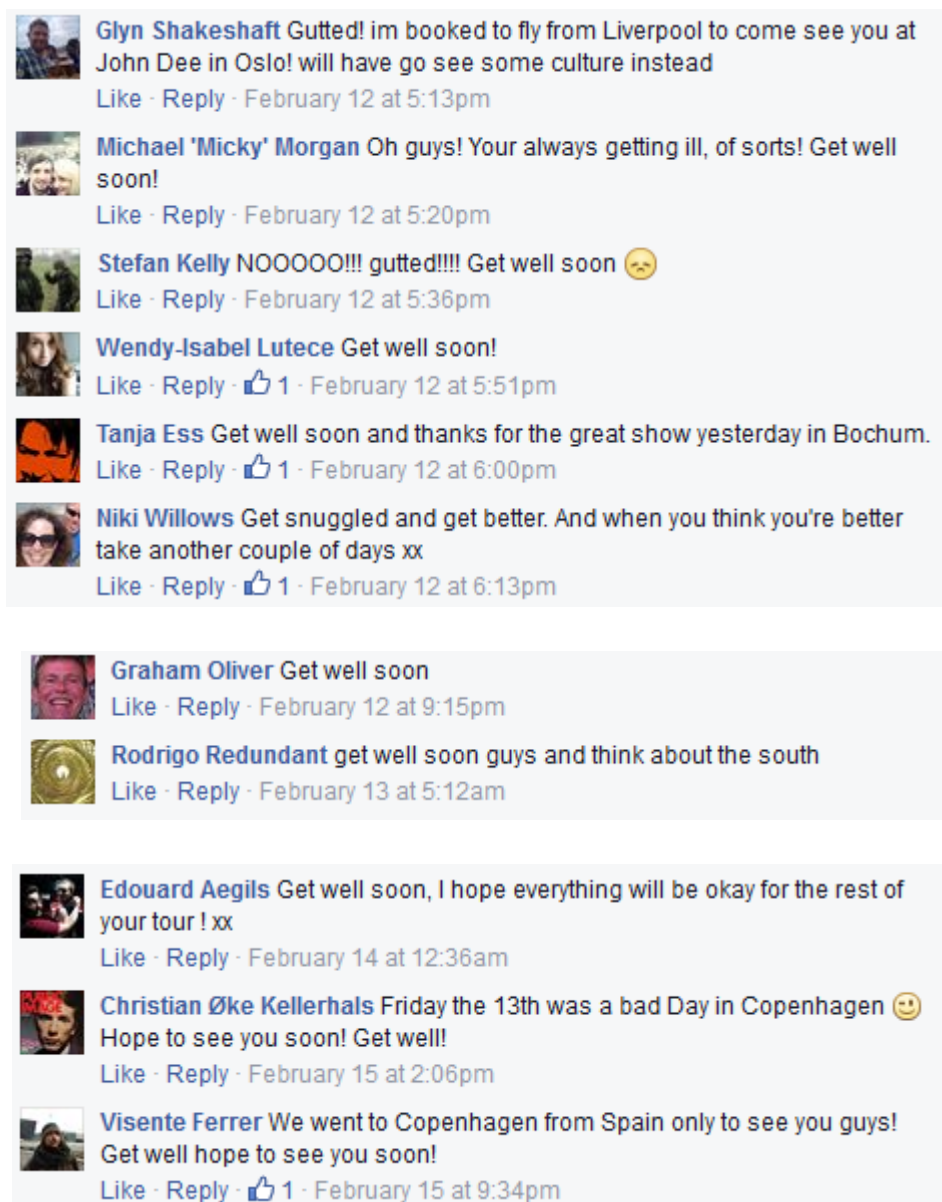 Glyn Shakeshaft Gutted! im booked to fly from Liverpool to come see you at
John Dee in Oslo! will have go see some culture instead
Like · Reply · February 12 at 5:13pm
Michael 'Micky' Morgan Oh guys! Your always getting ill, of sorts! Get well
soon!
Like · Reply · February 12 at 5:20pm
Stefan Kelly NOOOOO!!! gutted!!!! Get well soon
Like · Reply · February 12 at 5:36pm
Wendy-Isabel Lutece Get well soon!
Like · Reply · 1 · February 12 at 5:51pm
Tanja Ess Get well soon and thanks for the great show yesterday in Bochum.
Like · Reply · 1 · February 12 at 6:00pm
Niki Willows Get snuggled and get better. And when you think you're better
take another couple of days xx
Like · Reply · 1 · February 12 at 6:13pm
Graham Oliver Get well soon
Like · Reply · February 12 at 9:15pm
Rodrigo Redundant get well soon guys and think about the south
Like · Reply · February 13 at 5:12am
Edouard Aegils Get well soon, I hope everything will be okay for the rest of
your tour ! xx
Like · Reply · February 14 at 12:36am
Christian Øke Kellerhals Friday the 13th was a bad Day in Copenhagen
Hope to see you soon! Get well!
Like · Reply · February 15 at 2:06pm
Visente Ferrer We went to Copenhagen from Spain only to see you guys!
Get well hope to see you soon!
Like · Reply · 1 · February 15 at 9:34pm